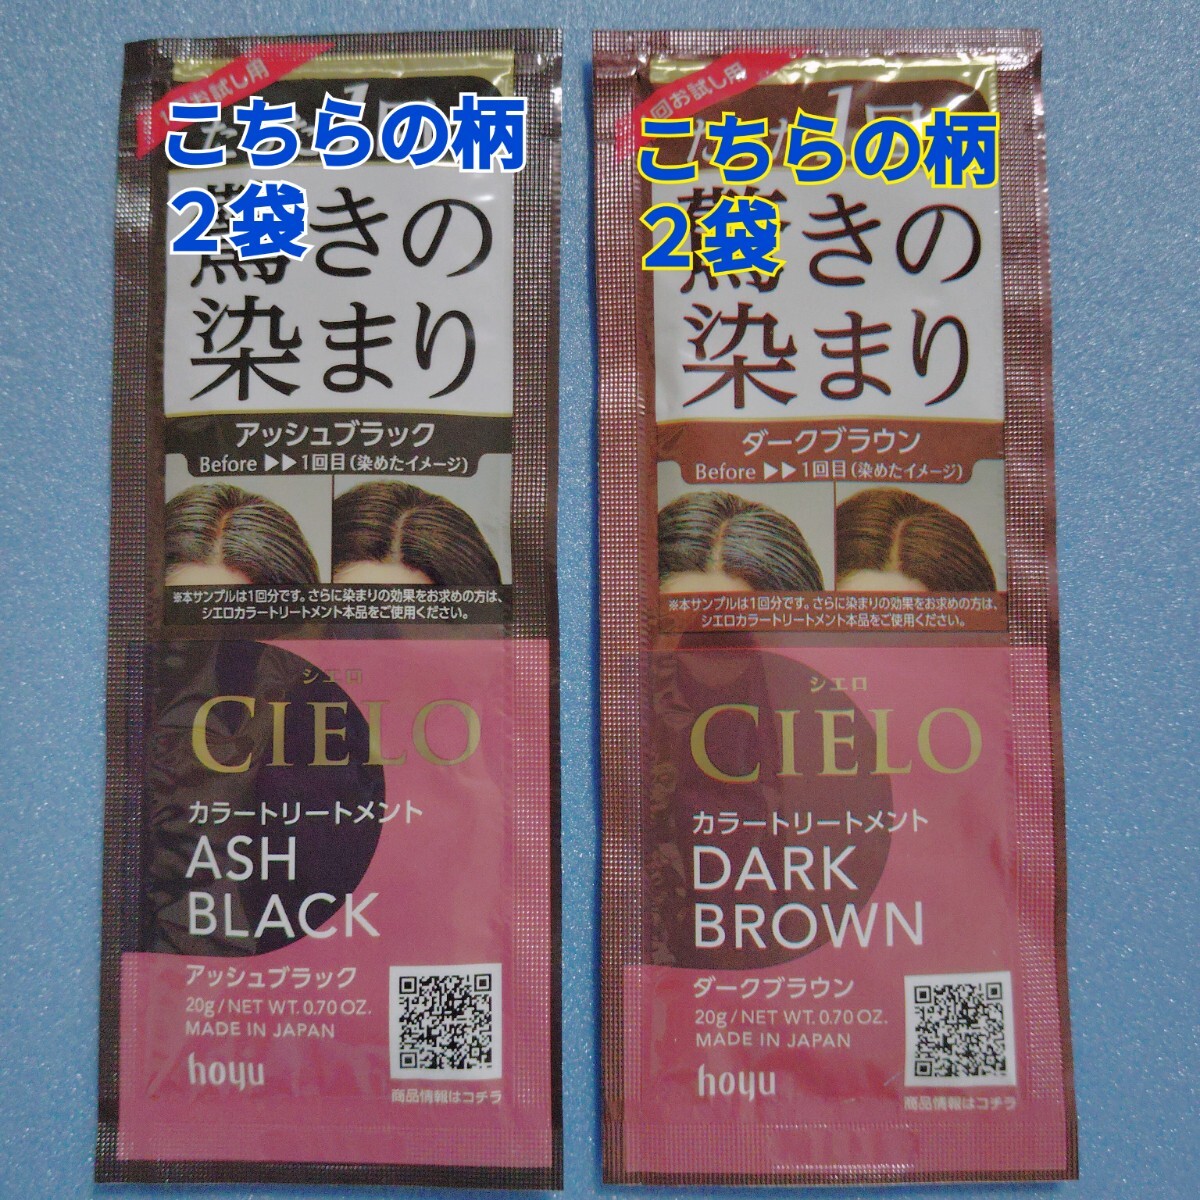 お試し用
こちらの柄
2袋
驚きの
染まり
アッシュブラック
Before ▶▶ 1回目(染めたイメージ)
※本サンプルは1回分です。さらに染まりの効果をお求めの方は、
シエロカラートリートメント本品をご使用ください。
シエロ
CIELO
カラートリートメント
ASH
BLACK
アッシュブラック
20g/NET WT. 0.70 OZ.
MADE IN JAPAN
hoyu
商品情報はコチラ
回お試し用
こちらの柄
2袋
驚きの
染まり
ダークブラウン
Before ▶▶ 1回目(染めたイメージ)
※本サンプルは1回分です。さらに染まりの効果をお求めの方は、
シエロカラートリートメント本品をご使用ください。
シエロ
CIELO
カラートリートメント
DARK
BROWN
ダークブラウン
20g/NET WT. 0.70 OZ.
MADE IN JAPAN
hoyu
商品情報はコチラ